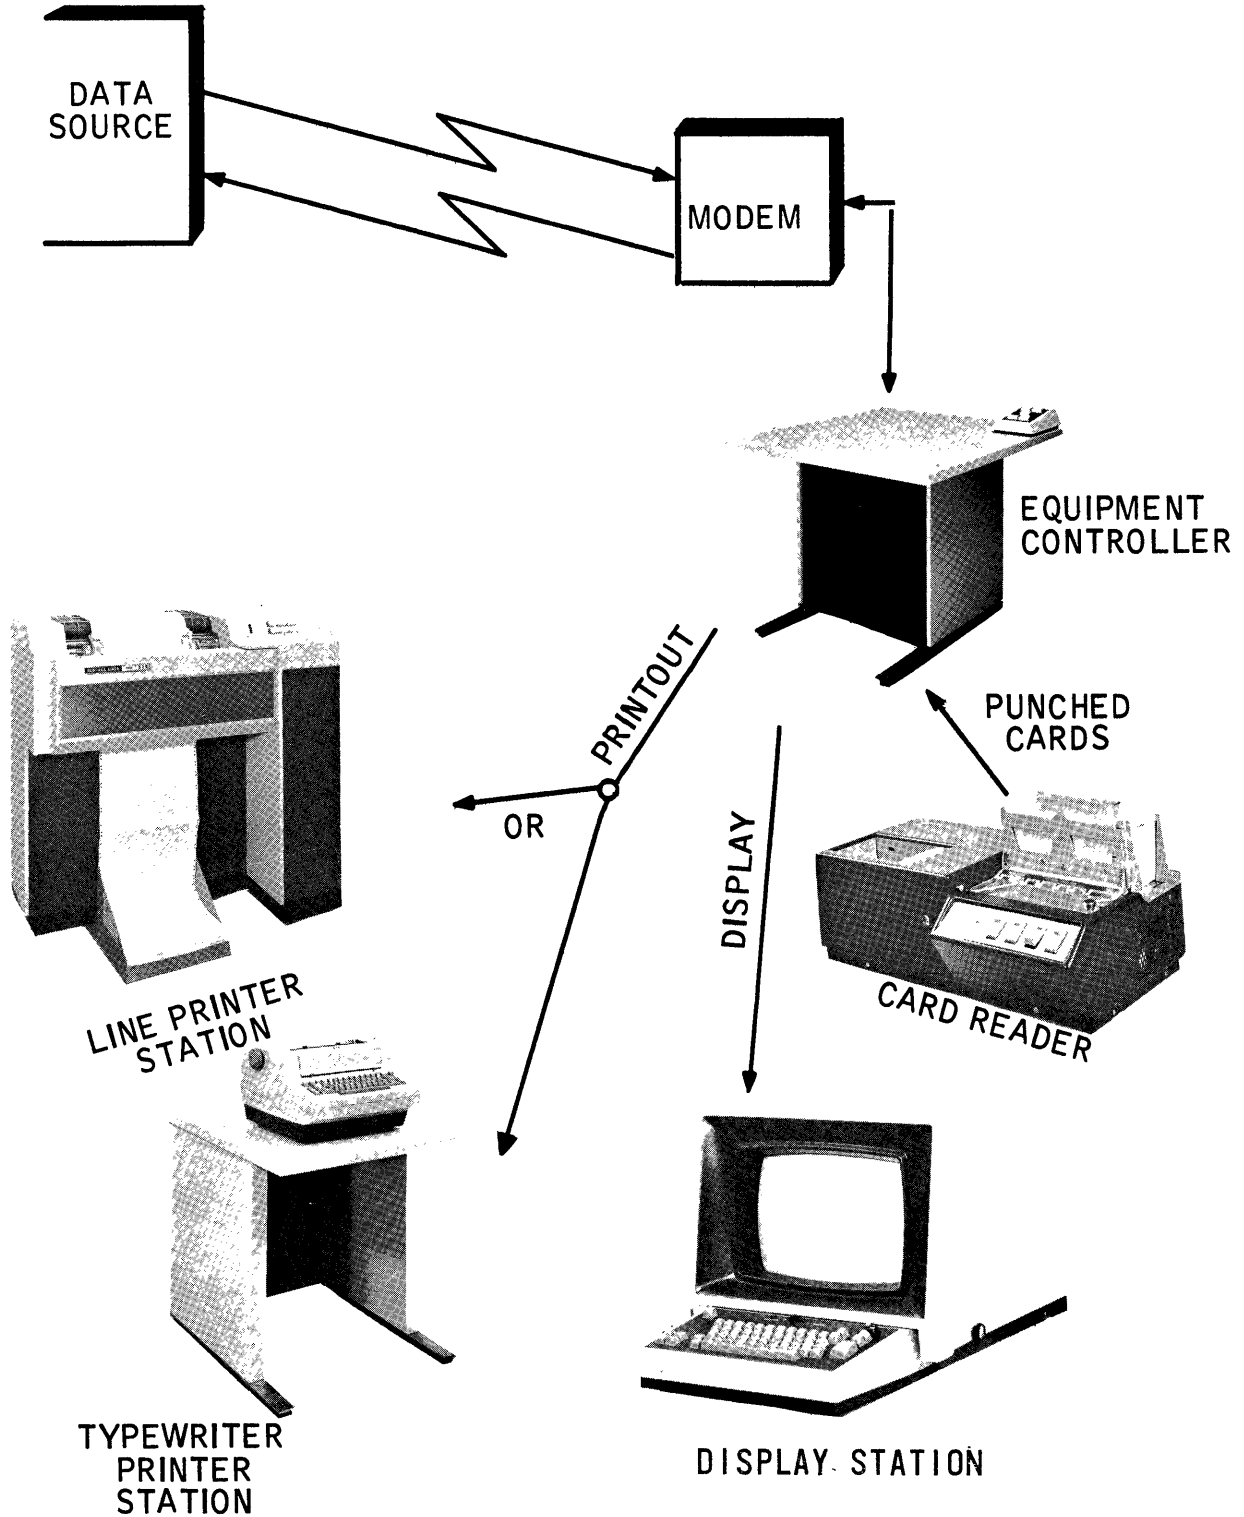 DATA
SOURCE
MODEM
EQUIPMENT
CONTROLLER
PRINTOUT
PUNCHED
CARDS
OR
DISPLAY
CARD READER
LINE PRINTER
STATION
TYPEWRITER
PRINTER
STATION
DISPLAY STATION